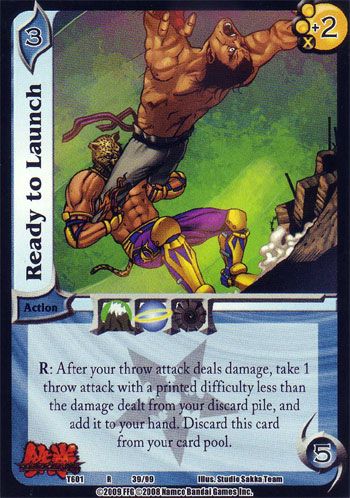 3
+2
X
Ready to Launch
Action
R: After your throw attack deals damage, take 1
throw attack with a printed difficulty less than
the damage dealt from your discard pile, and
add it to your hand. Discard this card
from your card pool.
5
T601 R 39/69 Illus. Studio Sakka Team
©2009 FFG ©2008 Namco Bandai Games Inc.